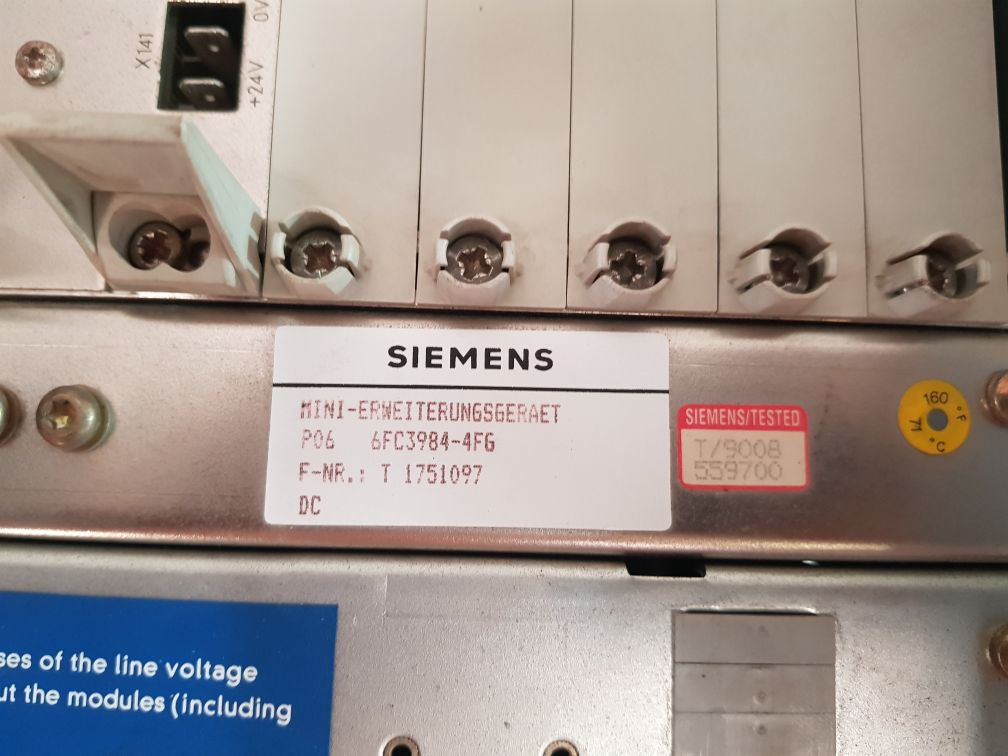 X141
0V
+24V
SIEMENS
MINI-ERWEITERUNGSGERAET
P06 6FC3984-4FG
F-NR.: T 1751097
DC
SIEMENS/TESTED
T/9008
559700
160 °F
71 °C
ses of the line voltage
ut the modules (including